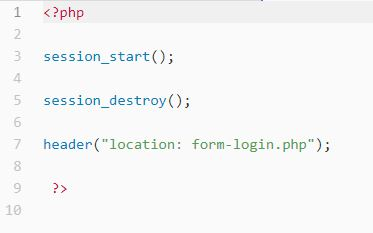 1 <?php
2
3 session_start();
4
5 session_destroy();
6
7 header("location: form-login.php");
8
9 ?>
10